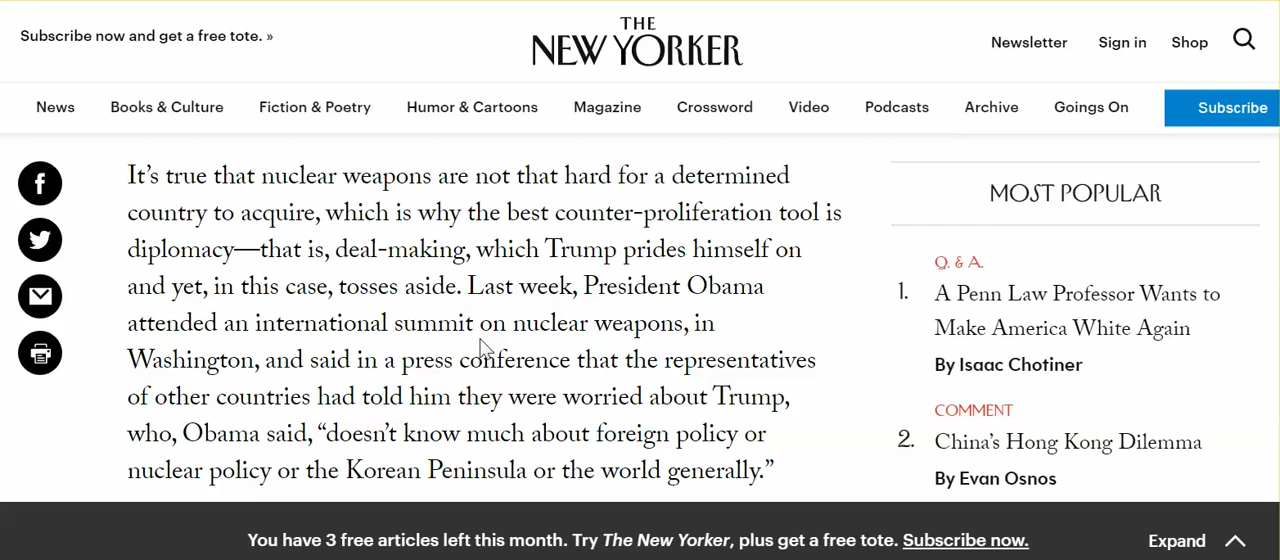 Subscribe now and get a free tote. »
THE
NEW YORKER
Newsletter Sign in Shop
News Books & Culture Fiction & Poetry Humor & Cartoons Magazine Crossword Video Podcasts Archive Goings On Subscribe
It’s true that nuclear weapons are not that hard for a determined
country to acquire, which is why the best counter-proliferation tool is
diplomacy—that is, deal-making, which Trump prides himself on
and yet, in this case, tosses aside. Last week, President Obama
attended an international summit on nuclear weapons, in
Washington, and said in a press conference that the representatives
of other countries had told him they were worried about Trump,
who, Obama said, “doesn’t know much about foreign policy or
nuclear policy or the Korean Peninsula or the world generally.”
MOST POPULAR
Q. & A.
1. A Penn Law Professor Wants to
Make America White Again
By Isaac Chotiner
COMMENT
2. China’s Hong Kong Dilemma
By Evan Osnos
You have 3 free articles left this month. Try The New Yorker, plus get a free tote. Subscribe now.
Expand